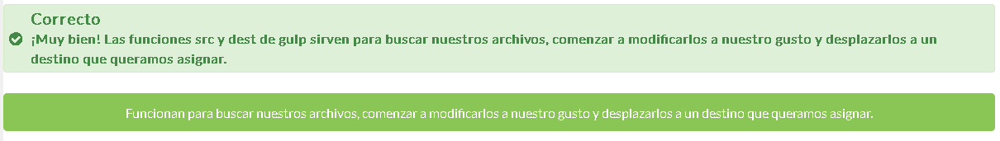 Correcto
¡Muy bien! Las funciones src y dest de gulp sirven para buscar nuestros archivos, comenzar a modificarlos a nuestro gusto y desplazarlos a un
destino que queramos asignar.
Funcionan para buscar nuestros archivos, comenzar a modificarlos a nuestro gusto y desplazarlos a un destino que queramos asignar.